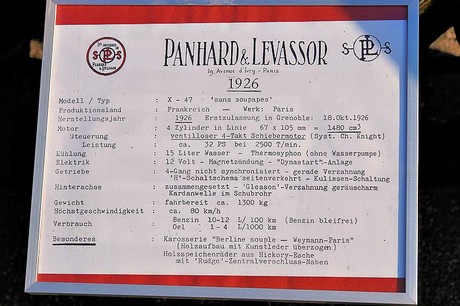 PANHARD & LEVASSOR
S PL S
19, Avenue d'Ivry - Paris
1926
Modell / Typ : X - 47 'sans soupapes'
Produktionsland : Frankreich — Werk: Paris
Herstellungsjahr : 1926 Erstzulassung in Grenoble: 18.Okt.1926
Motor : 4 Zylinder in Linie 67 x 105 mm = 1480 cm3
Steuerung : ventilloser 4-Takt Schiebermotor (Syst. Ch. Knight)
Leistung : ca. 32 PS bei 2500 T/min.
Kühlung : 15 Liter Wasser - Thermosyphon (ohne Wasserpumpe)
Elektrik : 12 Volt - Magnetzündung - "Dynastart"-Anlage
Getriebe : 4-Gang nicht synchronisiert - gerade Verzahnung
'H'-Schaltschema seitenverkehrt - Kulissen-Schaltung
Hinterachse : zusammengesetzt - 'Gleason'-Verzahnung geräuscharm
Kardanwelle im Schubrohr
Gewicht : fahrbereit ca. 1300 kg
Höchstgeschwindigkeit : ca. 80 km/h
Verbrauch : Benzin 10-12 L/ 100 km (Benzin bleifrei)
Oel 1 - 4 L/1000 km
Besonderes : Karosserie "Berline souple — Weymann-Paris"
(Holzaufbau mit Kunstleder überzogen)
Holzspeichenräder aus Hickory-Esche
mit 'Rudge'-Zentralverschluss-Naben